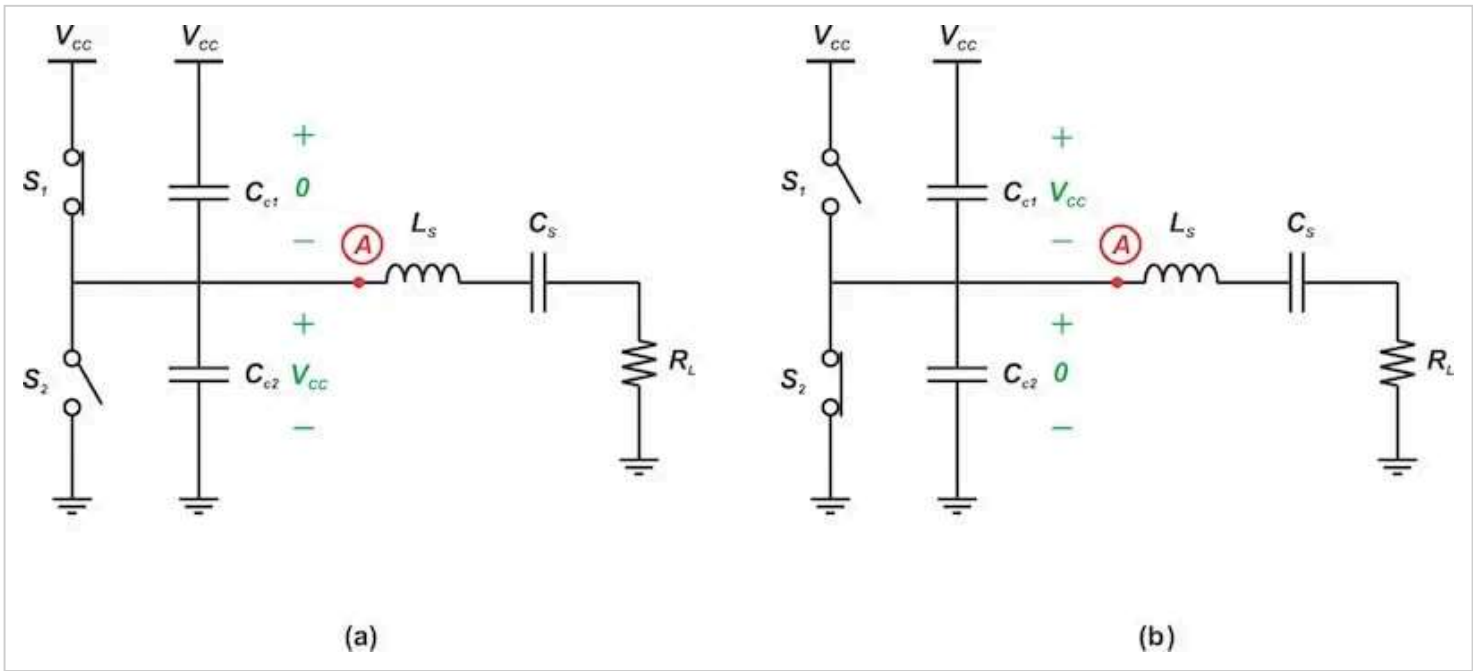 Vcc Vcc
+
S1 Cc1 0
−
A Ls Cs
+
S2 Cc2 Vcc RL
−
(a)
Vcc Vcc
+
S1 Cc1 Vcc
−
A Ls Cs
+
S2 Cc2 0 RL
−
(b)